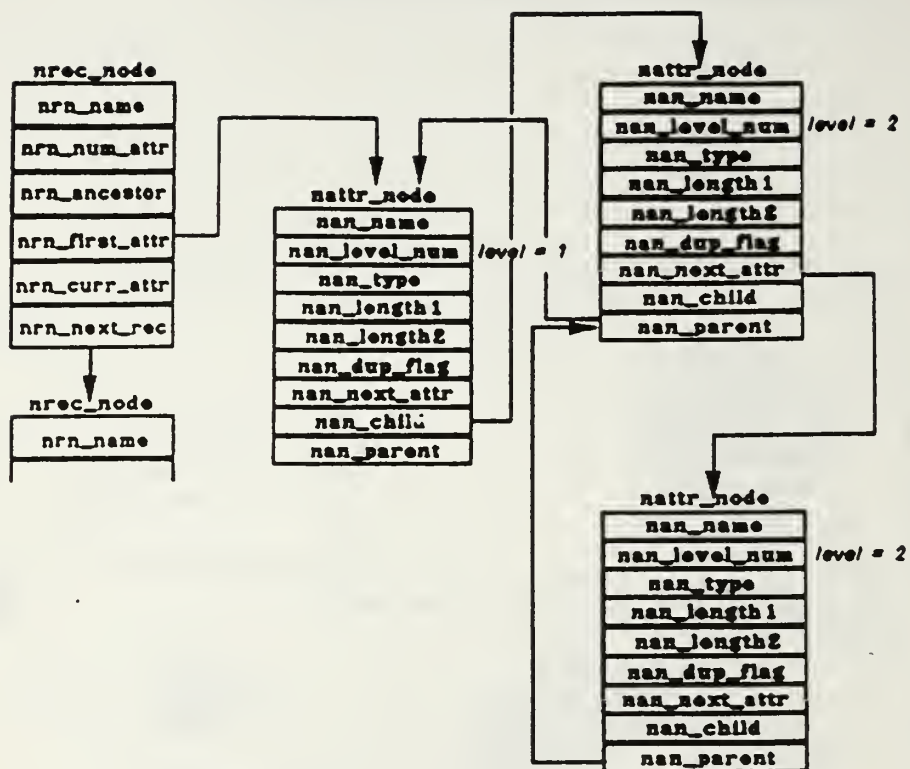 nrec_node
nrn_name
nrn_num_attr
nrn_ancestor
nrn_first_attr
nrn_curr_attr
nrn_next_rec
nrec_node
nrn_name
nattr_node
nan_name
nan_level_num level = 1
nan_type
nan_length1
nan_length2
nan_dup_flag
nan_next_attr
nan_child
nan_parent
nattr_node
nan_name
nan_level_num level = 2
nan_type
nan_length1
nan_length2
nan_dup_flag
nan_next_attr
nan_child
nan_parent
nattr_node
nan_name
nan_level_num level = 2
nan_type
nan_length1
nan_length2
nan_dup_flag
nan_next_attr
nan_child
nan_parent